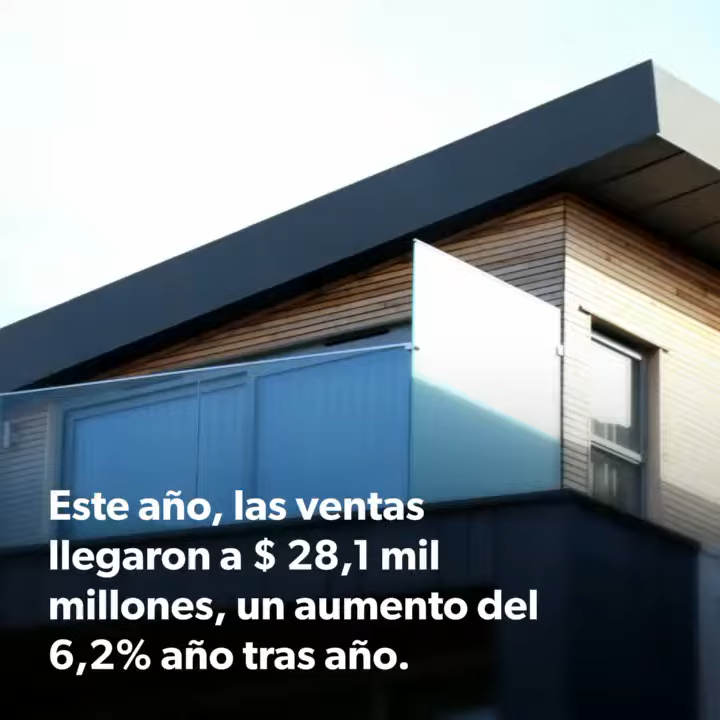 Este año, las ventas
llegaron a $ 28,1 mil
millones, un aumento del
6,2% año tras año.